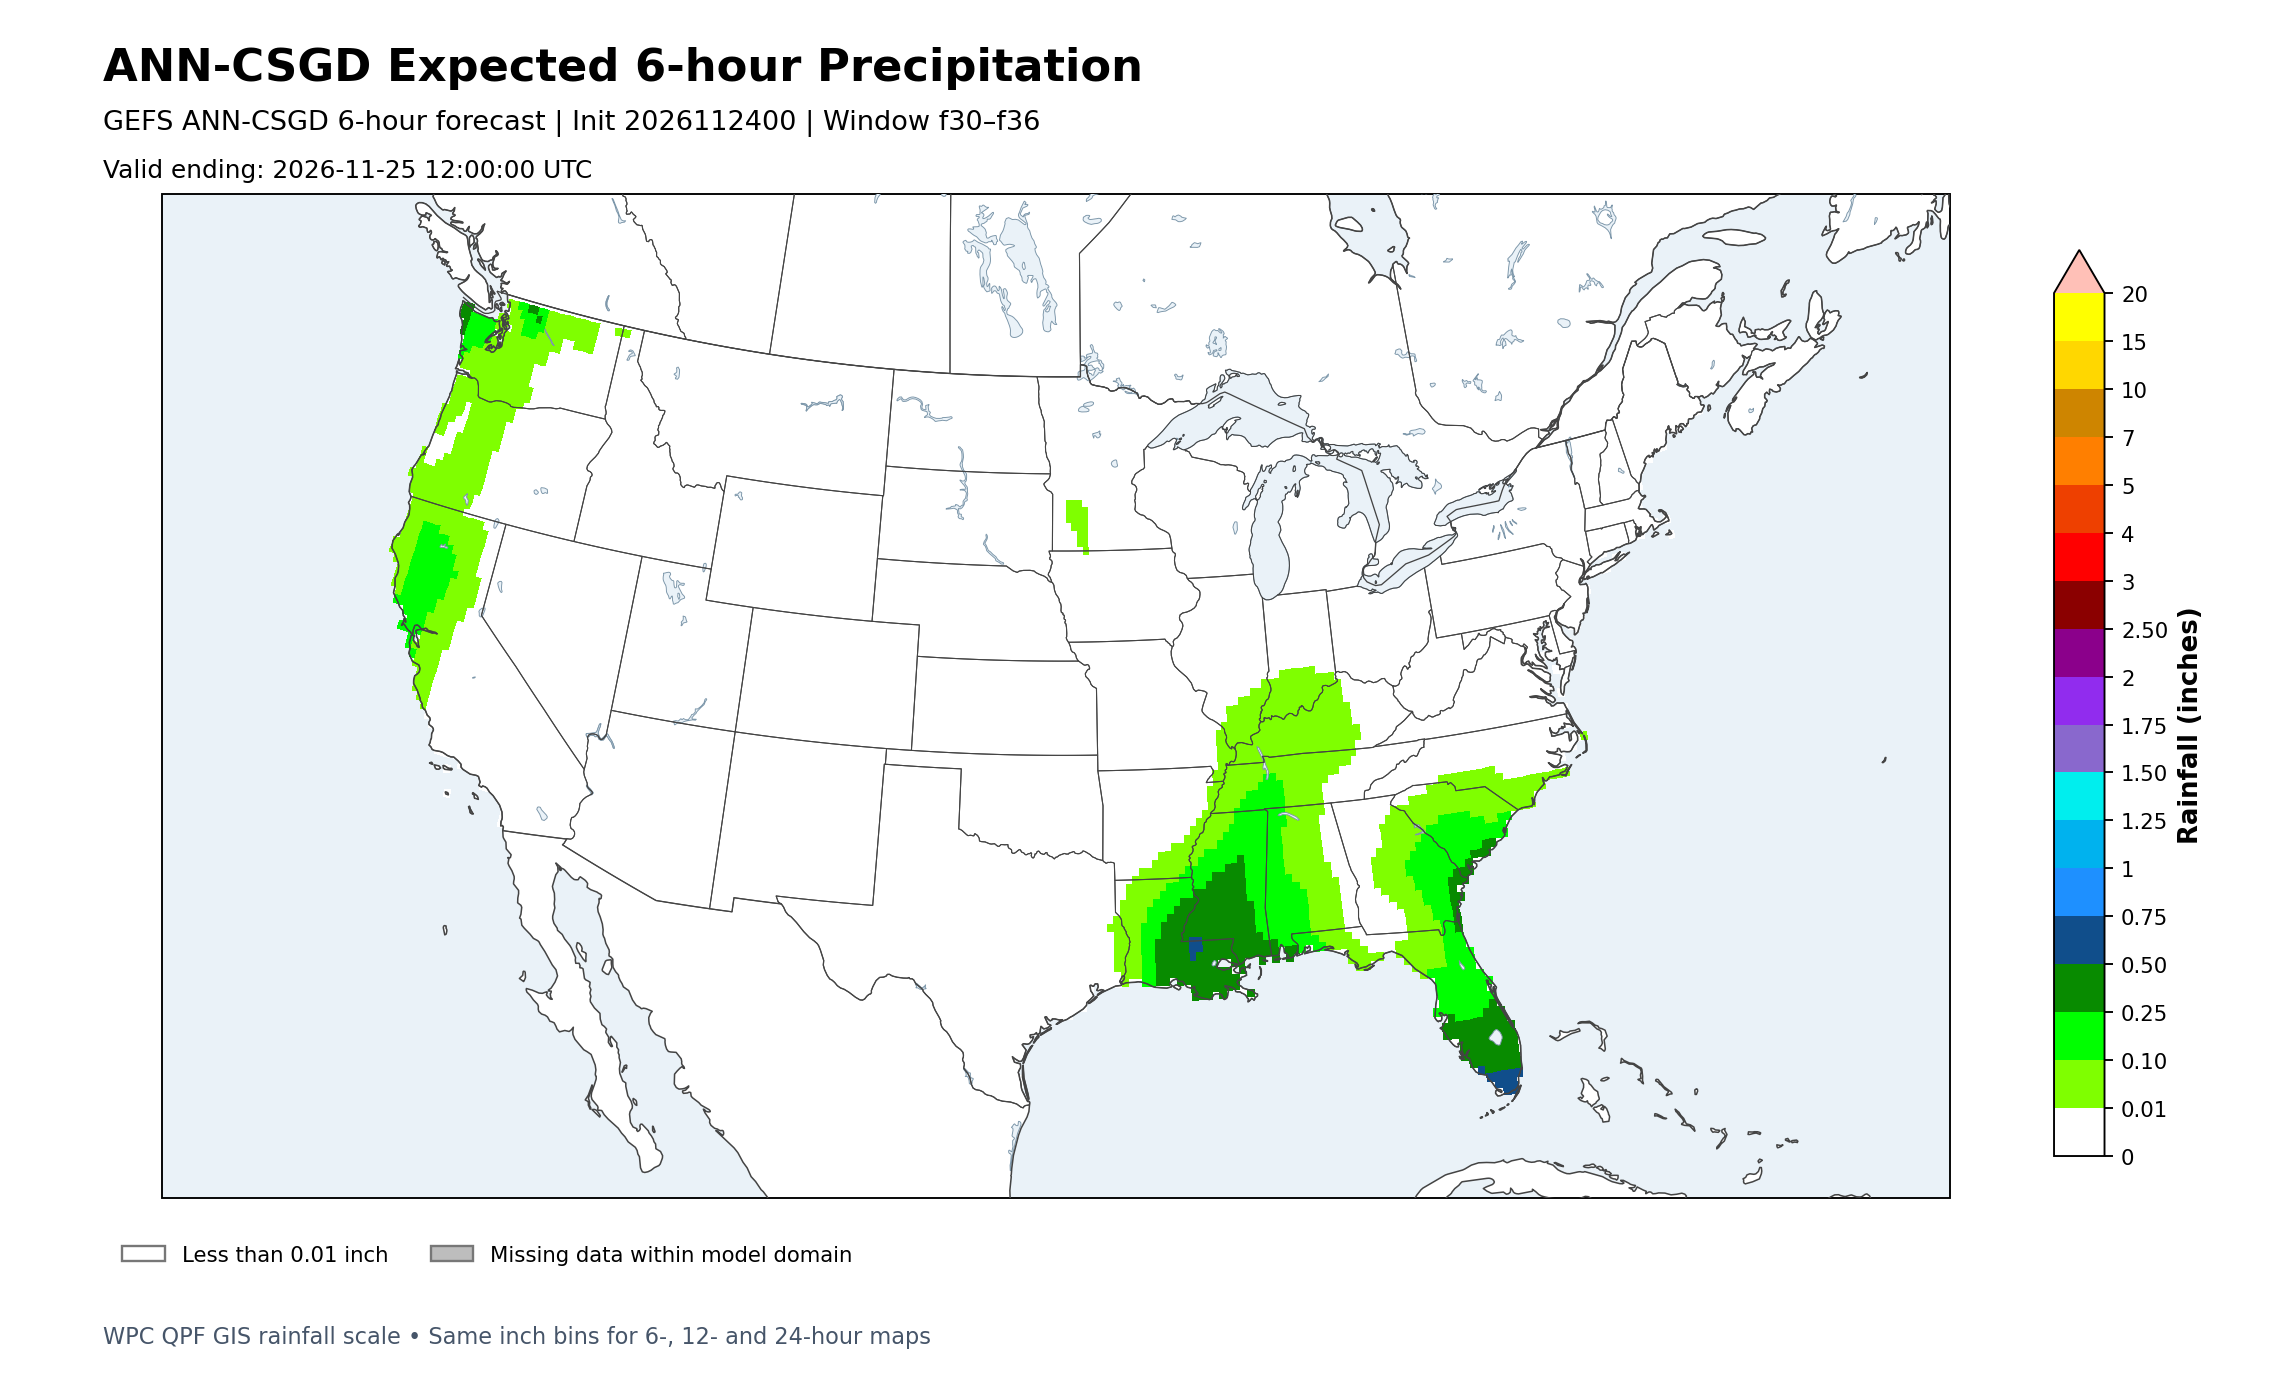 ANN-CSGD Expected 6-hour Precipitation
GEFS ANN-CSGD 6-hour forecast | Init 2026112400 | Window f30–f36
Valid ending: 2026-11-25 12:00:00 UTC
20
15
10
7
5
4
3
2.50
2
1.75
1.50
1.25
1
0.75
0.50
0.25
0.10
0.01
0
Rainfall (inches)
Less than 0.01 inch
Missing data within model domain
WPC QPF GIS rainfall scale • Same inch bins for 6-, 12- and 24-hour maps